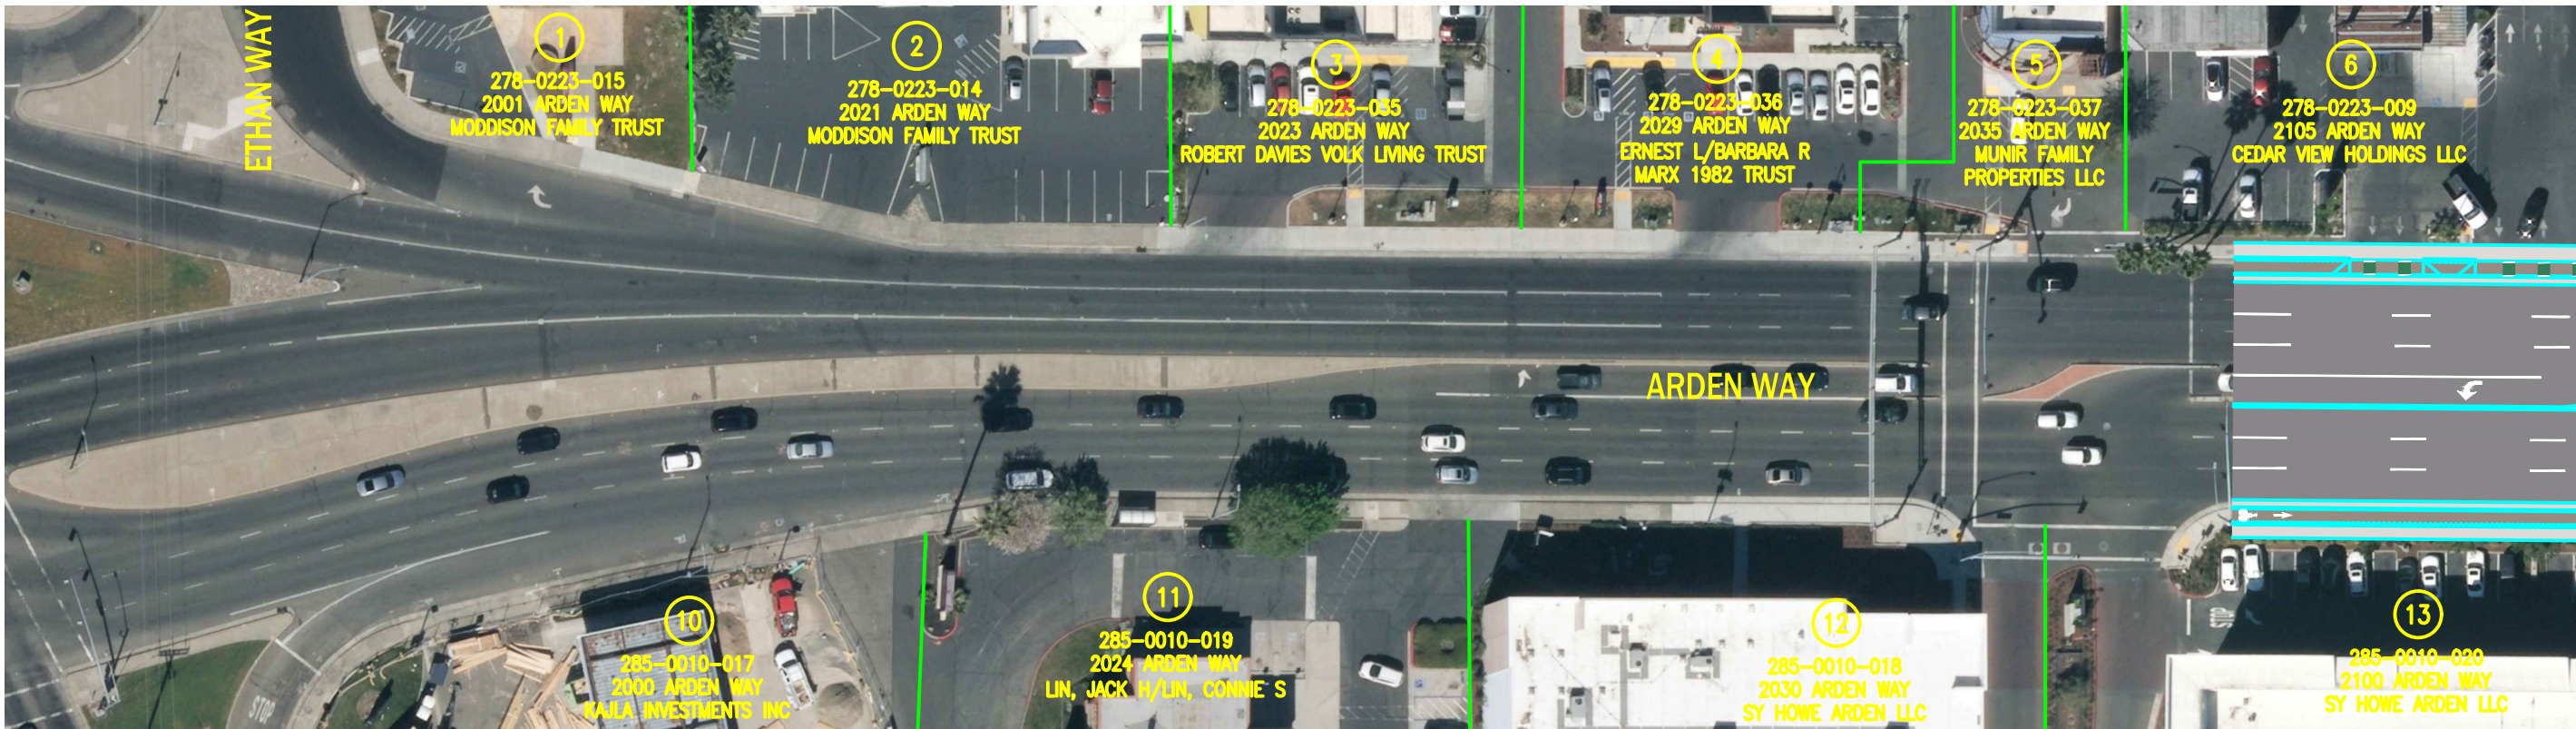 ETHAN WAY
1
278-0223-015
2001 ARDEN WAY
MODDISON FAMILY TRUST
2
278-0223-014
2021 ARDEN WAY
MODDISON FAMILY TRUST
3
278-0223-035
2023 ARDEN WAY
ROBERT DAVIES VOLK LIVING TRUST
4
278-0223-036
2029 ARDEN WAY
ERNEST L/BARBARA R
MARX 1982 TRUST
5
278-0223-037
2035 ARDEN WAY
MUNIR FAMILY
PROPERTIES LLC
6
278-0223-009
2105 ARDEN WAY
CEDAR VIEW HOLDINGS LLC
ARDEN WAY
10
285-0010-017
2000 ARDEN WAY
KAJLA INVESTMENTS INC
STOP
11
285-0010-019
2024 ARDEN WAY
LIN, JACK H/LIN, CONNIE S
12
285-0010-018
2030 ARDEN WAY
SY HOWE ARDEN LLC
STOP
13
285-0010-020
2100 ARDEN WAY
SY HOWE ARDEN LLC